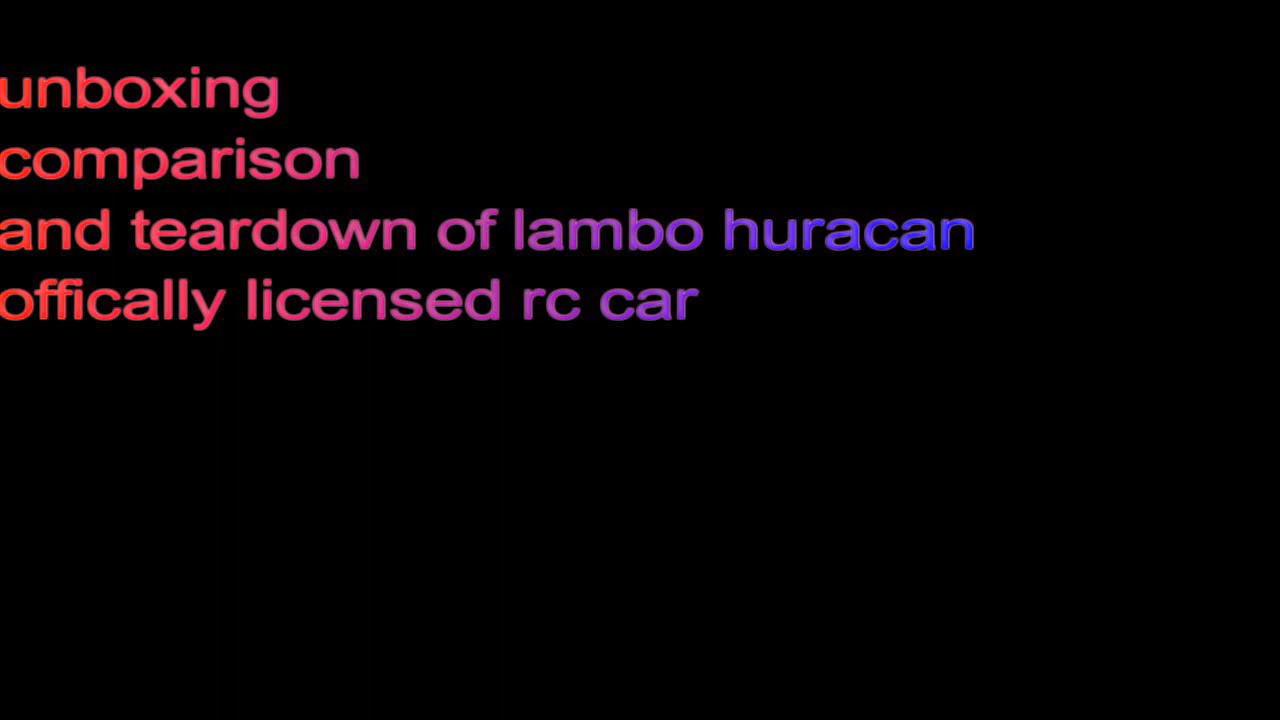 unboxing
comparison
and teardown of lambo huracan
offically licensed rc car